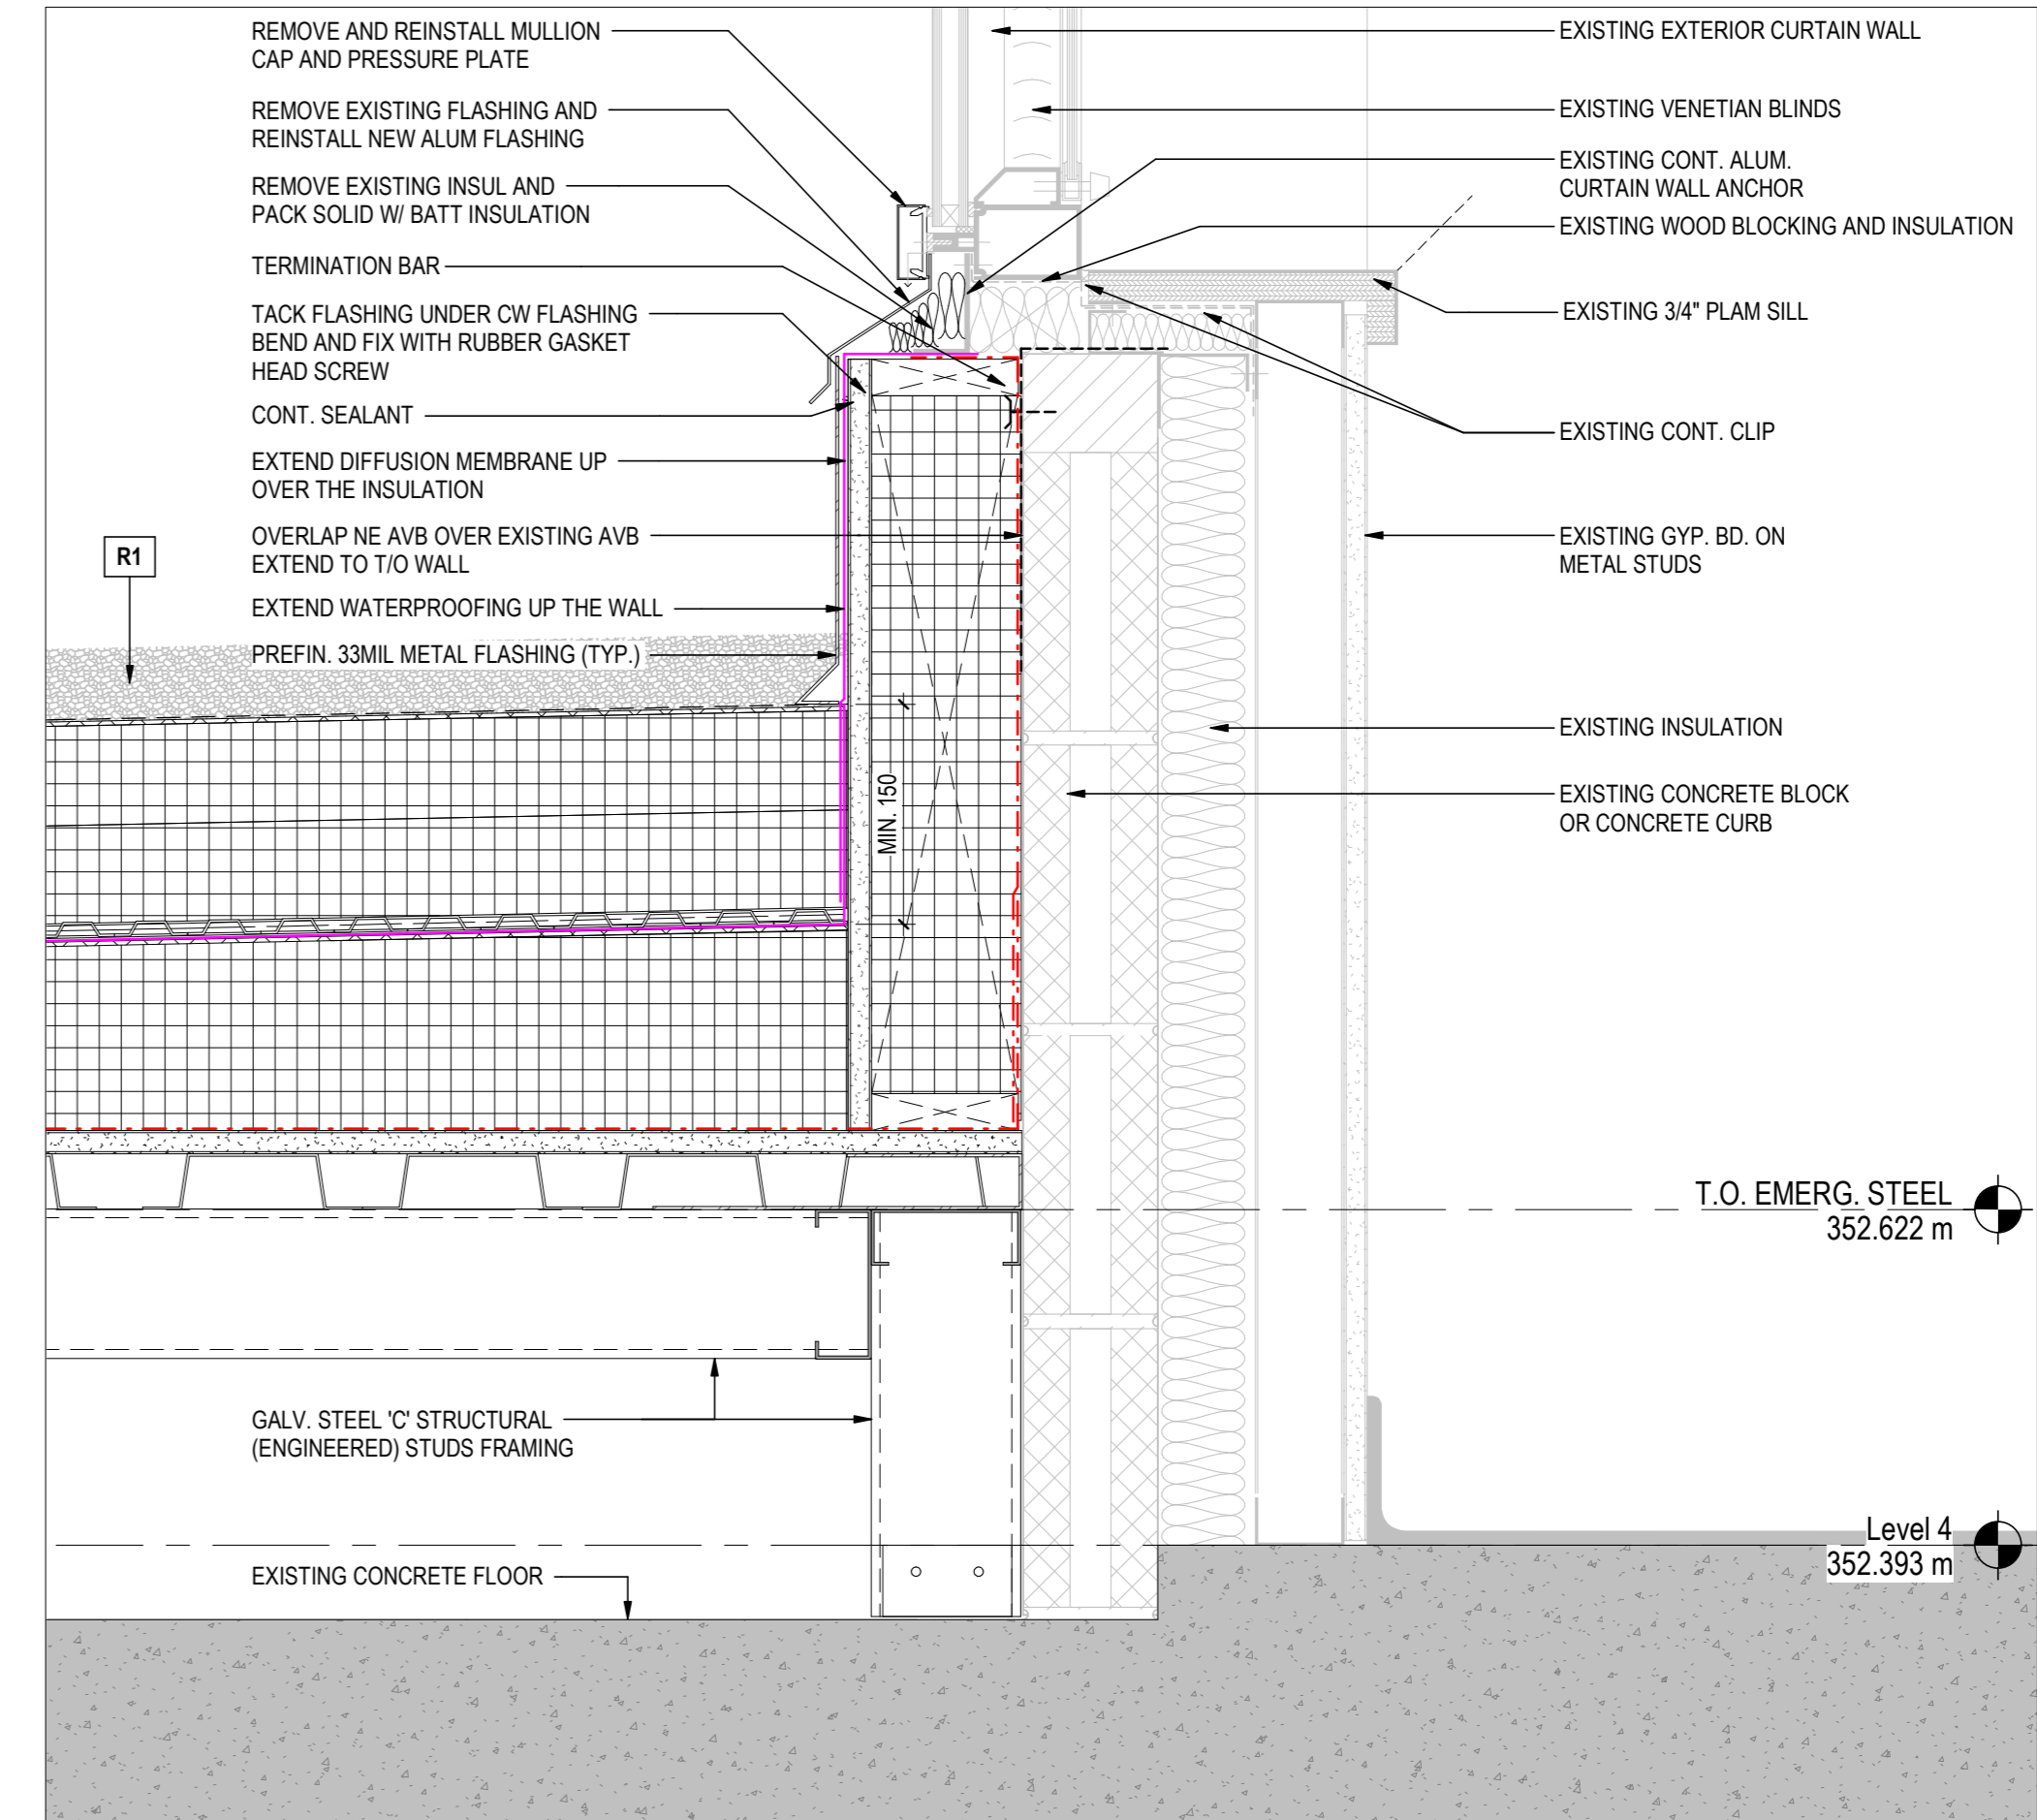 REMOVE AND REINSTALL MULLION
CAP AND PRESSURE PLATE
REMOVE EXISTING FLASHING AND
REINSTALL NEW ALUM FLASHING
REMOVE EXISTING INSUL AND
PACK SOLID W/ BATT INSULATION
TERMINATION BAR
TACK FLASHING UNDER CW FLASHING
BEND AND FIX WITH RUBBER GASKET
HEAD SCREW
CONT. SEALANT
EXTEND DIFFUSION MEMBRANE UP
OVER THE INSULATION
OVERLAP NE AVB OVER EXISTING AVB
EXTEND TO T/O WALL
R1
EXTEND WATERPROOFING UP THE WALL
PREFIN. 33MIL METAL FLASHING (TYP.)
MIN. 150
GALV. STEEL 'C' STRUCTURAL
(ENGINEERED) STUDS FRAMING
EXISTING CONCRETE FLOOR
EXISTING EXTERIOR CURTAIN WALL
EXISTING VENETIAN BLINDS
EXISTING CONT. ALUM.
CURTAIN WALL ANCHOR
EXISTING WOOD BLOCKING AND INSULATION
EXISTING 3/4" PLAM SILL
EXISTING CONT. CLIP
EXISTING GYP. BD. ON
METAL STUDS
EXISTING INSULATION
EXISTING CONCRETE BLOCK
OR CONCRETE CURB
T.O. EMERG. STEEL
352.622 m
Level 4
352.393 m